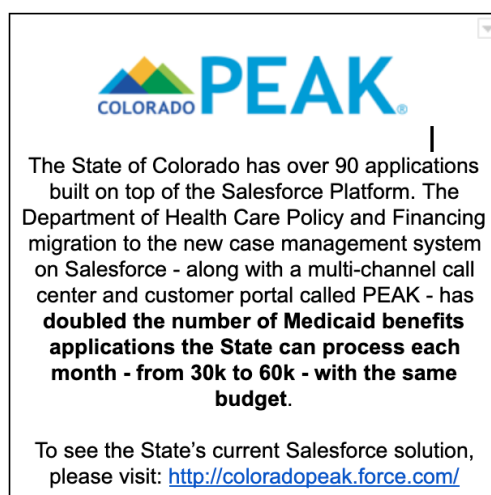 COLORADO PEAK®
The State of Colorado has over 90 applications
built on top of the Salesforce Platform. The
Department of Health Care Policy and Financing
migration to the new case management system
on Salesforce - along with a multi-channel call
center and customer portal called PEAK - has
doubled the number of Medicaid benefits
applications the State can process each
month - from 30k to 60k - with the same
budget.
To see the State’s current Salesforce solution,
please visit: http://coloradopeak.force.com/